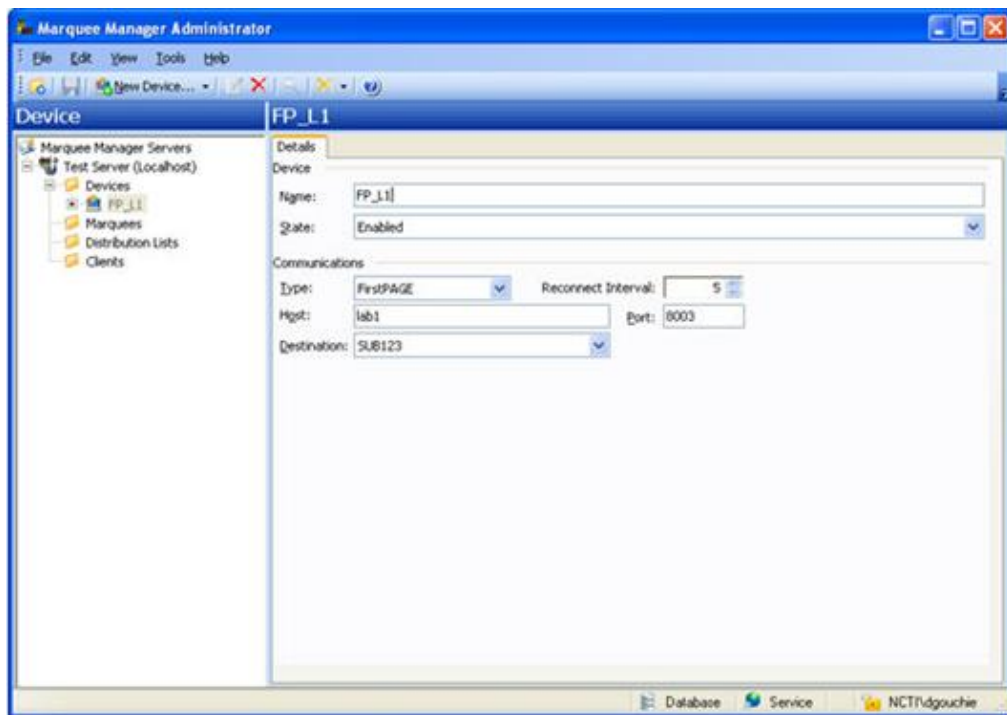 Marquee Manager Administrator
File Edit View Tools Help
New Device...
Device
FP_L1
Marquee Manager Servers
Test Server (Localhost)
Devices
FP_L1
Marquees
Distribution Lists
Clients
Details
Device
Name: FP_L1
State: Enabled
Communications
Type: FirstPAGE Reconnect Interval: 5
Host: lab1 Port: 8003
Destination: SUB123
Database Service NCTI\dgouchie